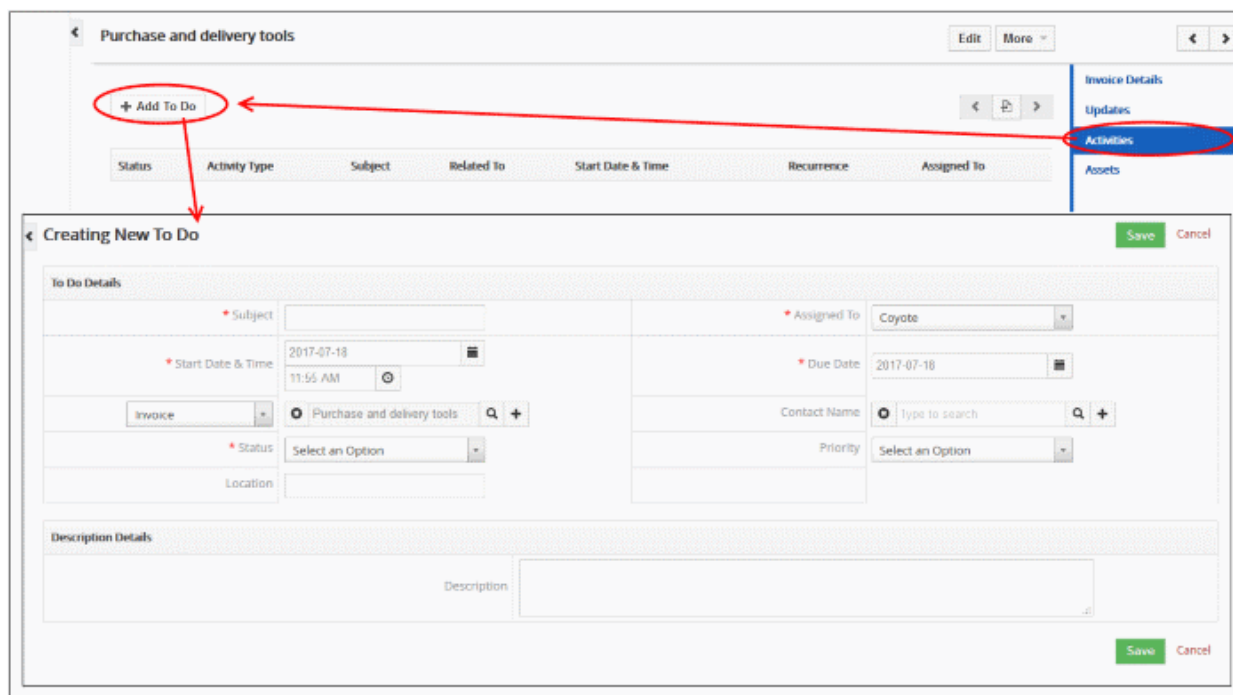 Purchase and delivery tools
Edit More
Invoice Details
+ Add To Do
Updates
Activities
Status Activity Type Subject Related To Start Date & Time Recurrence Assigned To
Assets
Creating New To Do
Save Cancel
To Do Details
* Subject
* Assigned To Coyote
* Start Date & Time 2017-07-18
11:55 AM
* Due Date 2017-07-18
Invoice Purchase and delivery tools
Contact Name Type to search
* Status Select an Option
Priority Select an Option
Location
Description Details
Description
Save Cancel